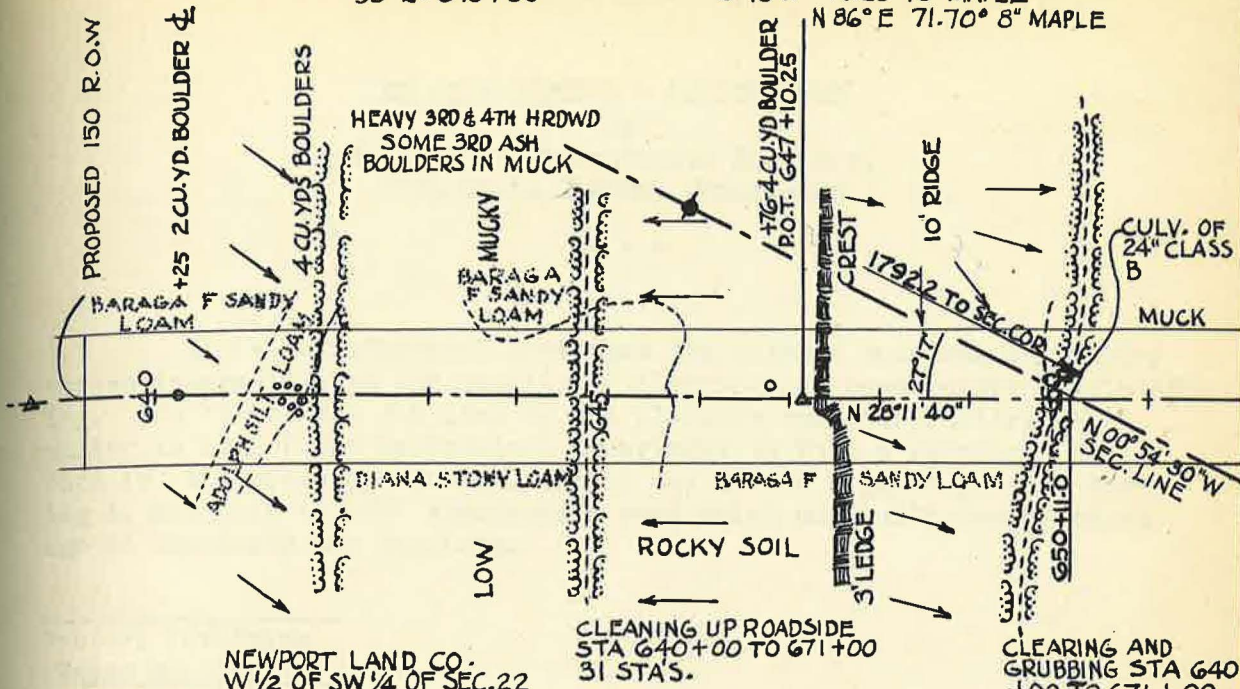 N 86° E 71.70° 8" MAPLE
PROPOSED 150 R.O.W
+25 2 CU.YD. BOULDER ℄
4 CU. YDS BOULDERS
HEAVY 3RD & 4TH HRDWD
SOME 3RD ASH
BOULDERS IN MUCK
MUCKY
+76-4 CU.YD BOULDER
P.O.T. 647+10.25
CREST
10' RIDGE
CULV. OF
24" CLASS
B
BARAGA F SANDY
LOAM
BARAGA
F SANDY
LOAM
1792.2 TO SEC. COR.
MUCK
640
ADOLPH SILT LOAM
645
27°17'
N 28°11'40"
N 00°54'30"W
SEC. LINE
DIANA STONY LOAM
BARAGA F SANDY LOAM
650+11.0
LOW
ROCKY SOIL
3' LEDGE
NEWPORT LAND CO.
W 1/2 OF SW 1/4 OF SEC. 22
CLEANING UP ROADSIDE
STA 640+00 TO 671+00
31 STA'S.
CLEARING AND
GRUBBING STA 640